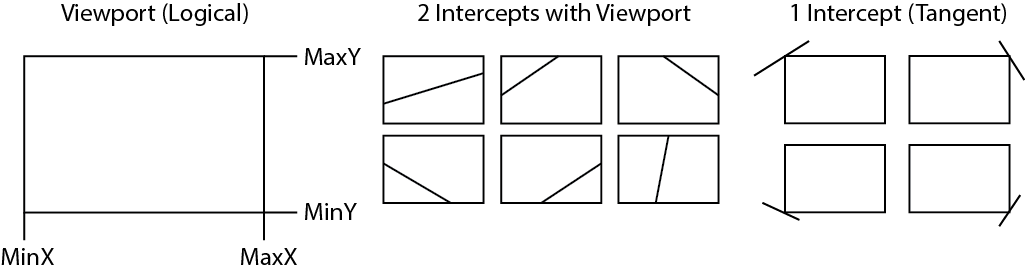 Viewport (Logical)
2 Intercepts with Viewport
1 Intercept (Tangent)
MaxY
MinY
MinX
MaxX